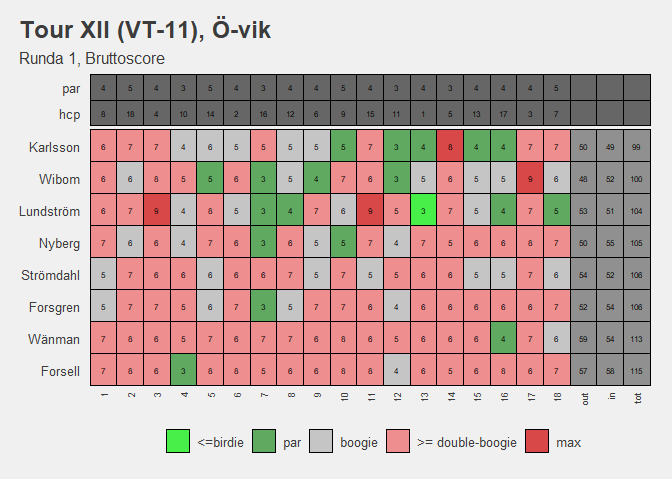 Tour XII (VT-11), Ö-vik
Runda 1, Bruttoscore
par 4 5 4 3 5 4 3 4 4 5 4 3 4 3 4 4 4 5
hcp 8 18 4 10 14 2 16 12 6 9 15 11 1 5 13 17 3 7
Karlsson 6 7 7 4 6 5 5 5 5 5 7 3 4 8 4 4 7 7 50 49 99
Wibom 6 6 8 5 5 6 3 5 4 7 6 3 5 6 5 5 9 6 48 52 100
Lundström 6 7 9 4 8 5 3 4 7 6 9 5 3 7 5 4 7 5 53 51 104
Nyberg 7 6 6 4 6 7 3 6 5 5 7 4 7 5 6 6 8 7 50 55 105
Strömdahl 5 7 6 6 6 6 6 7 5 7 5 5 6 6 5 5 7 6 54 52 106
Forsgren 5 7 7 5 6 7 3 5 7 7 6 4 6 6 6 6 6 7 52 54 106
Wänman 7 8 6 5 7 6 7 7 6 8 6 5 6 6 6 4 7 6 59 54 113
Forsell 7 8 6 3 8 8 5 6 6 8 8 4 6 5 6 8 6 7 57 58 115
1 2 3 4 5 6 7 8 9 10 11 12 13 14 15 16 17 18 out in tot
<=birdie par boogie >= double-boogie max